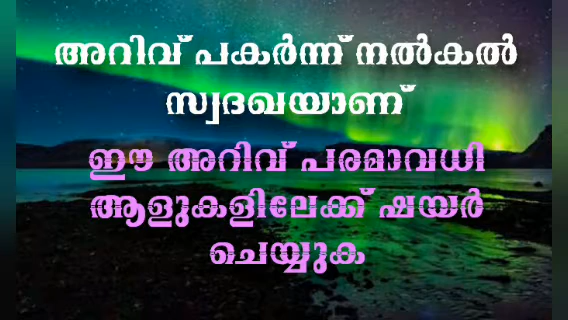 അറിവ് പകർന്ന് നൽകൽ
സ്വദഖയാണ്
ഈ അറിവ് പരമാവധി
ആളുകളിലേക്ക് ഷയർ
ചെയ്യുക